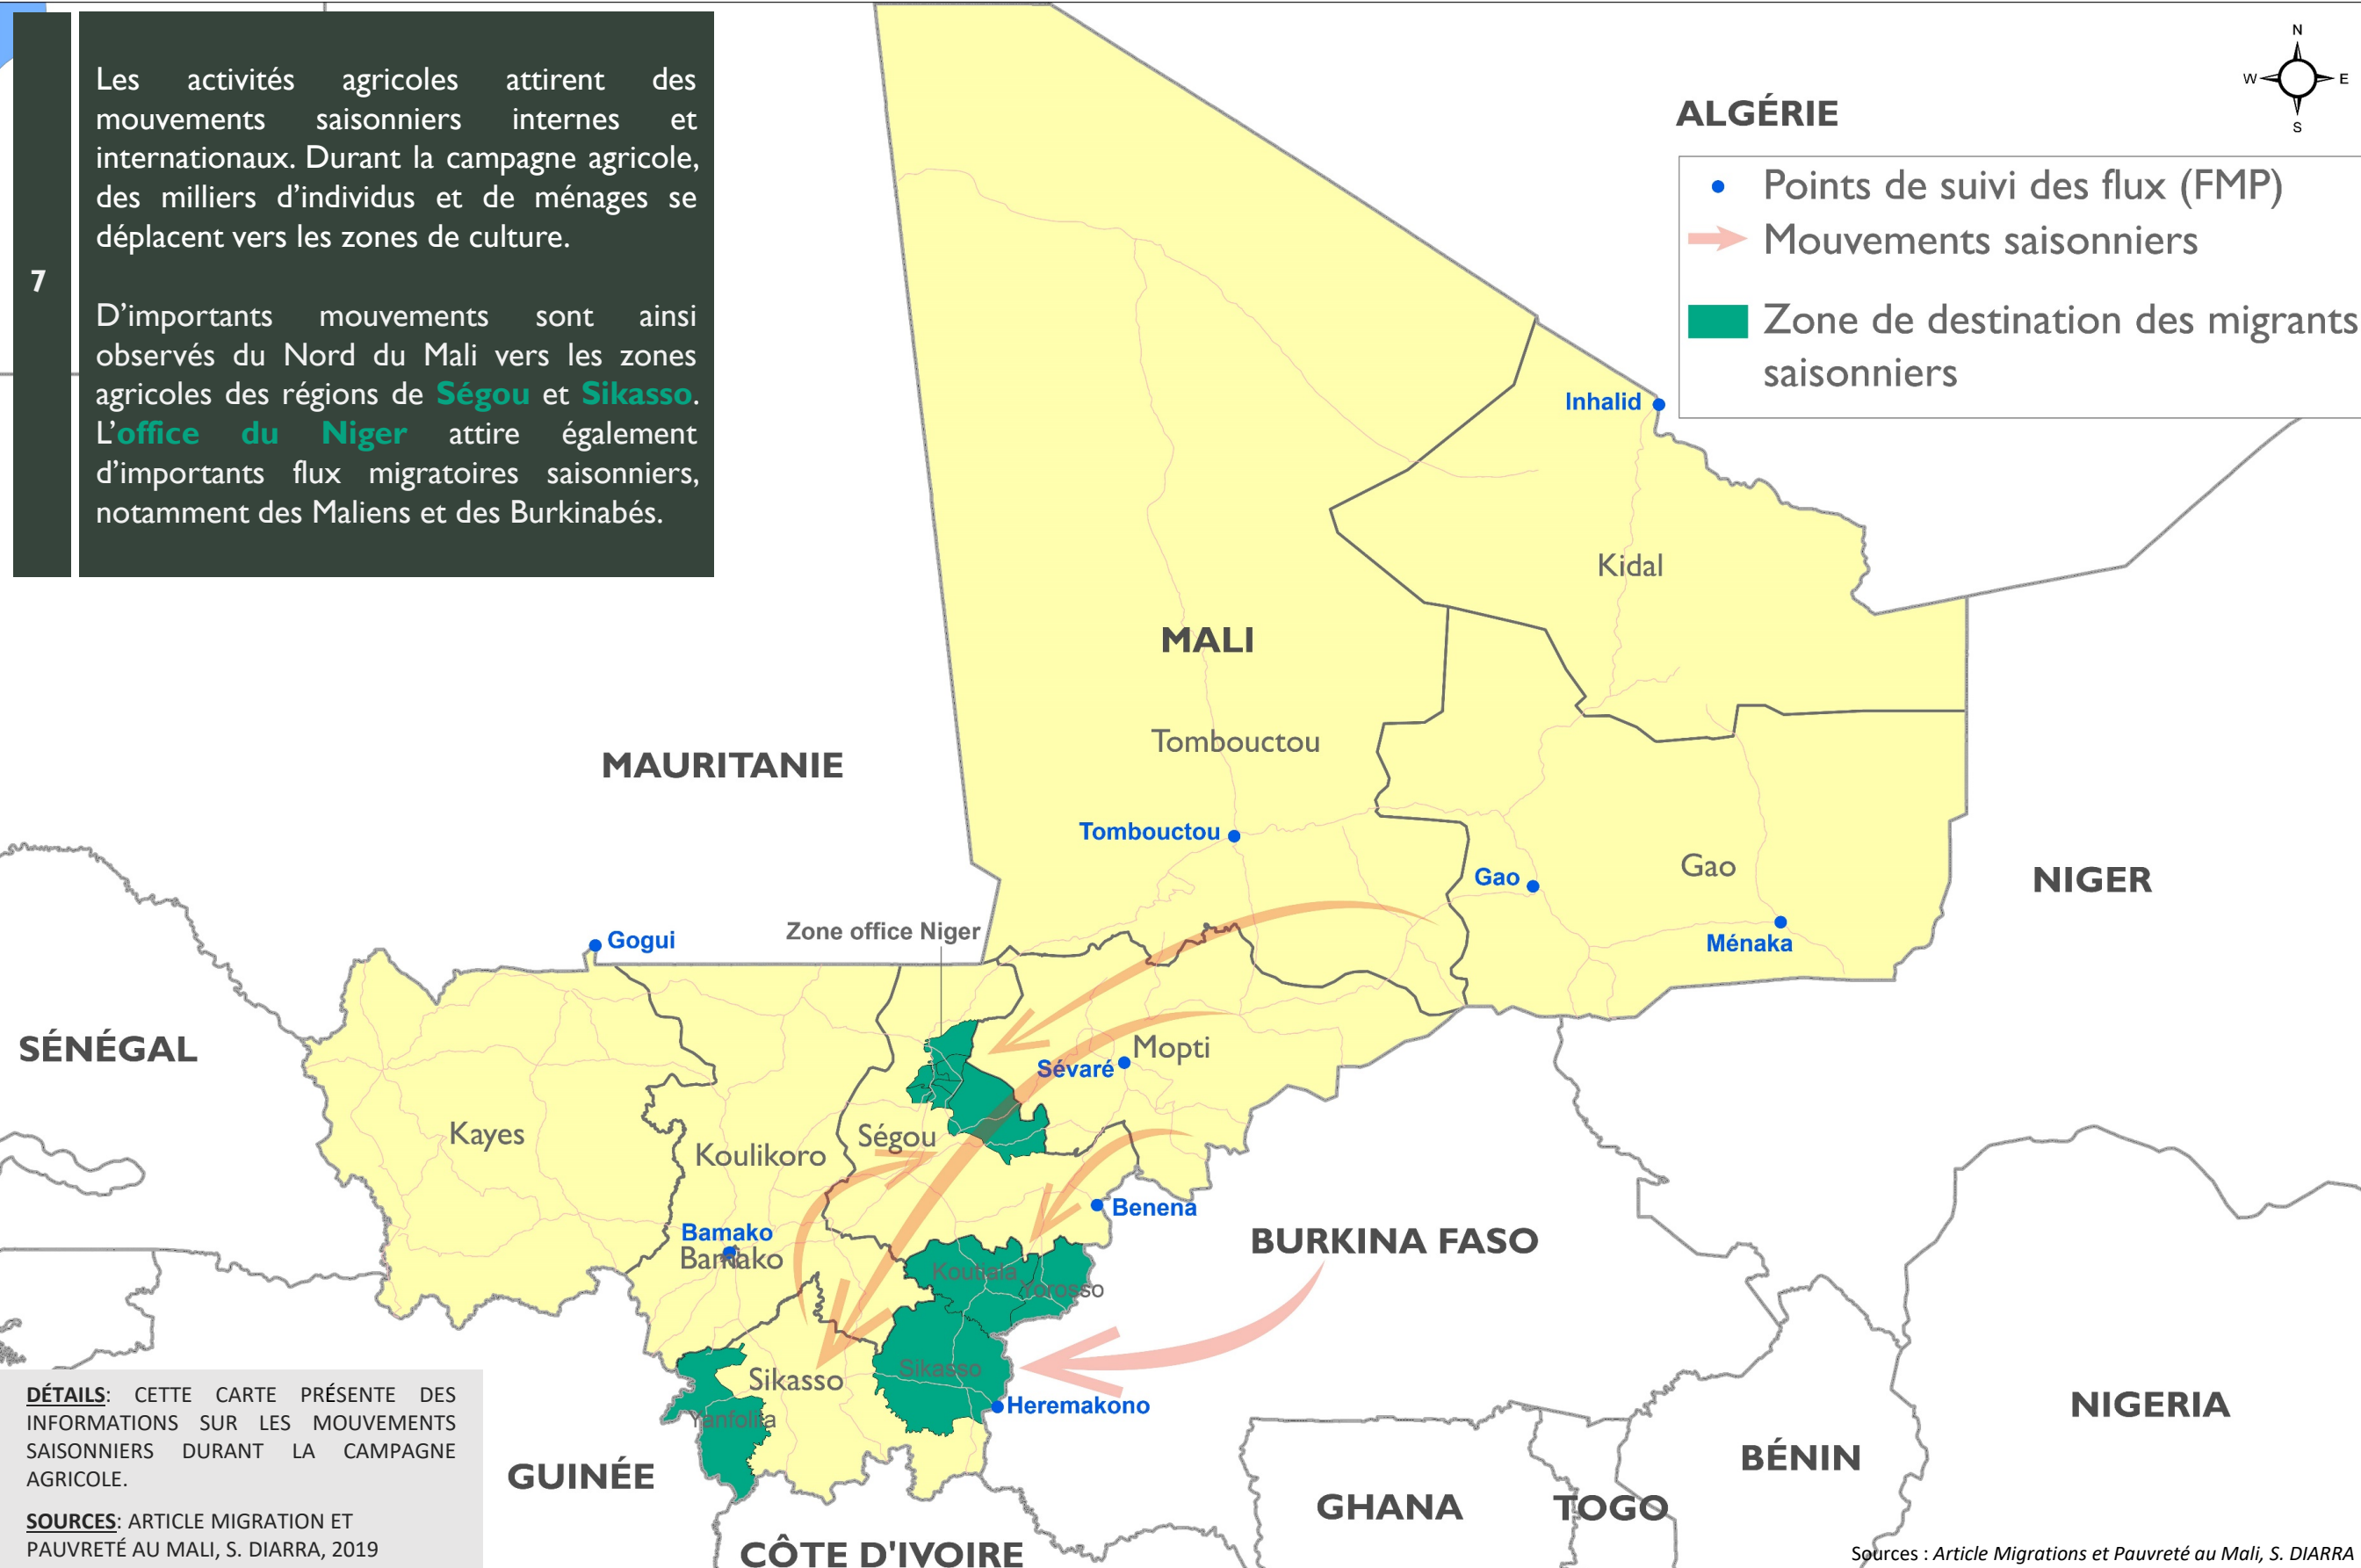 7
Les activités agricoles attirent des
mouvements saisonniers internes et
internationaux. Durant la campagne agricole,
des milliers d’individus et de ménages se
déplacent vers les zones de culture.
D’importants mouvements sont ainsi
observés du Nord du Mali vers les zones
agricoles des régions de Ségou et Sikasso.
L’office du Niger attire également
d’importants flux migratoires saisonniers,
notamment des Maliens et des Burkinabés.
N
W E
S
ALGÉRIE
Points de suivi des flux (FMP)
Mouvements saisonniers
Zone de destination des migrants
saisonniers
Inhalid
Kidal
MALI
Tombouctou
MAURITANIE
Tombouctou
Gao
Gao
NIGER
Ménaka
Zone office Niger
Gogui
SÉNÉGAL
Mopti
Sévaré
Kayes
Ségou
Koulikoro
Benena
Bamako
Bamako
BURKINA FASO
Koutiala
Yorosso
Sikasso
Sikasso
Heremakono
Yanfolila
NIGERIA
BÉNIN
GUINÉE
GHANA
TOGO
CÔTE D'IVOIRE
DÉTAILS: CETTE CARTE PRÉSENTE DES
INFORMATIONS SUR LES MOUVEMENTS
SAISONNIERS DURANT LA CAMPAGNE
AGRICOLE.
SOURCES: ARTICLE MIGRATION ET
PAUVRETÉ AU MALI, S. DIARRA, 2019
Sources : Article Migrations et Pauvreté au Mali, S. DIARRA